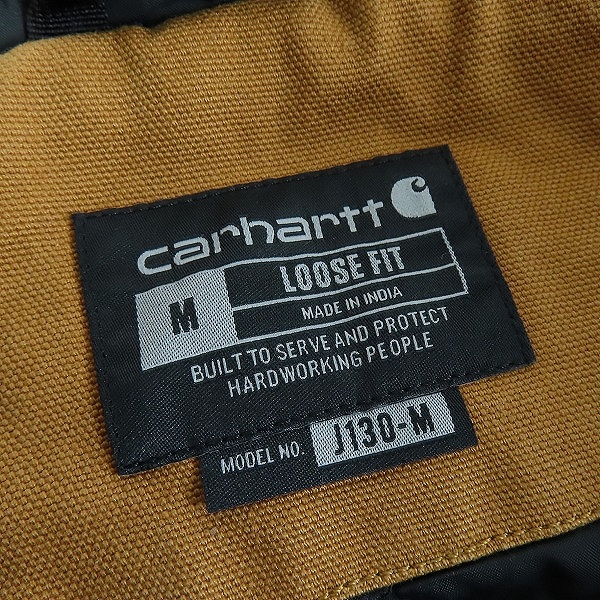 carhartt
M
LOOSE FIT
MADE IN INDIA
BUILT TO SERVE AND PROTECT
HARDWORKING PEOPLE
MODEL NO. J130-M